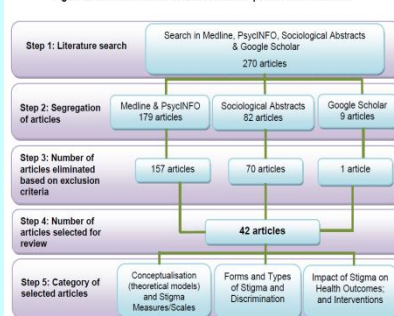 Step 1: Literature search
Search in Medline, PsycINFO, Sociological Abstracts
& Google Scholar
270 articles
Step 2: Segregation
of articles
Medline & PsycINFO
179 articles
Sociological Abstracts
82 articles
Google Scholar
9 articles
Step 3: Number of
articles eliminated
based on exclusion
criteria
157 articles
70 articles
1 article
Step 4: Number of
articles selected for
review
42 articles
Step 5: Category of
selected articles
Conceptualisation
(theoretical models)
and Stigma
Measures/Scales
Forms and Types
of Stigma and
Discrimination
Impact of Stigma on
Health Outcomes;
and Interventions